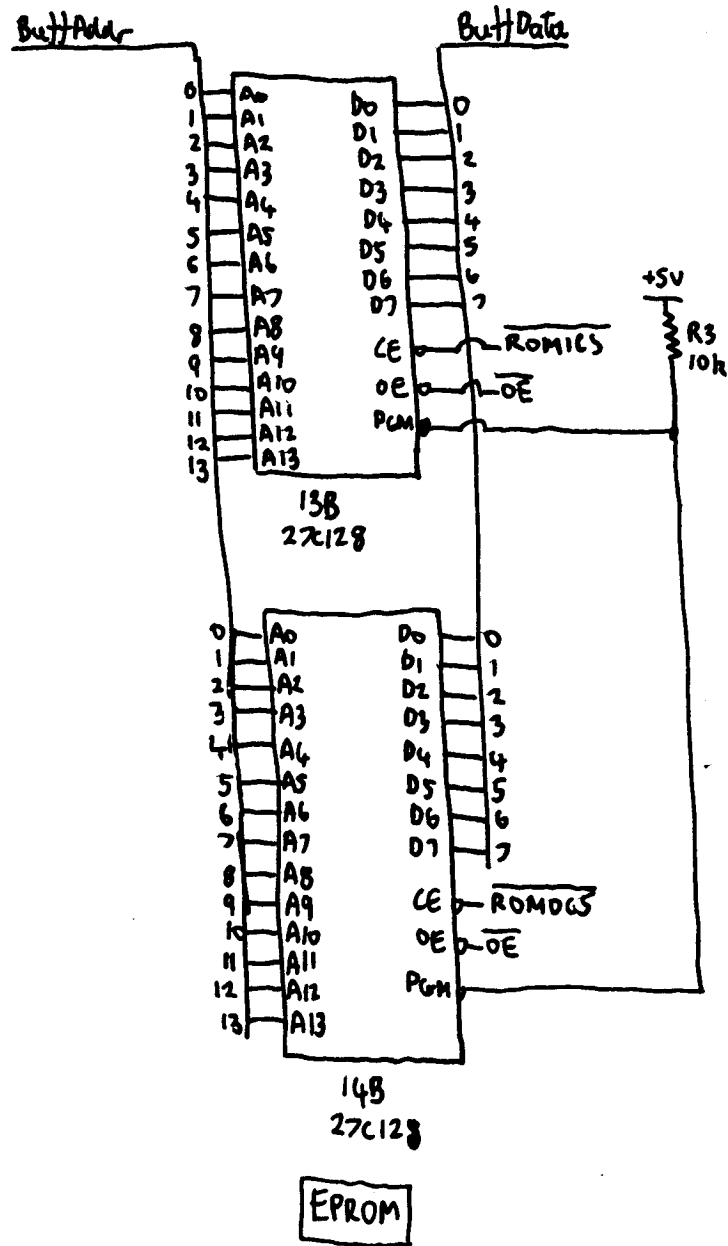 BuffAddr
BuffData
0 A0 D0 0
1 A1 D1 1
2 A2 D2 2
3 A3 D3 3
4 A4 D4 4
5 A5 D5 5
6 A6 D6 6
7 A7 D7 7
8 A8
9 A9
10 A10
11 A11
12 A12
13 A13
CE ROM1CS
OE OE
PGM
+5V
R3
10k
13B
27C128
0 A0 D0 0
1 A1 D1 1
2 A2 D2 2
3 A3 D3 3
4 A4 D4 4
5 A5 D5 5
6 A6 D6 6
7 A7 D7 7
8 A8
9 A9
10 A10
11 A11
12 A12
13 A13
CE ROM0CS
OE OE
PGM
14B
27C128
EPROM